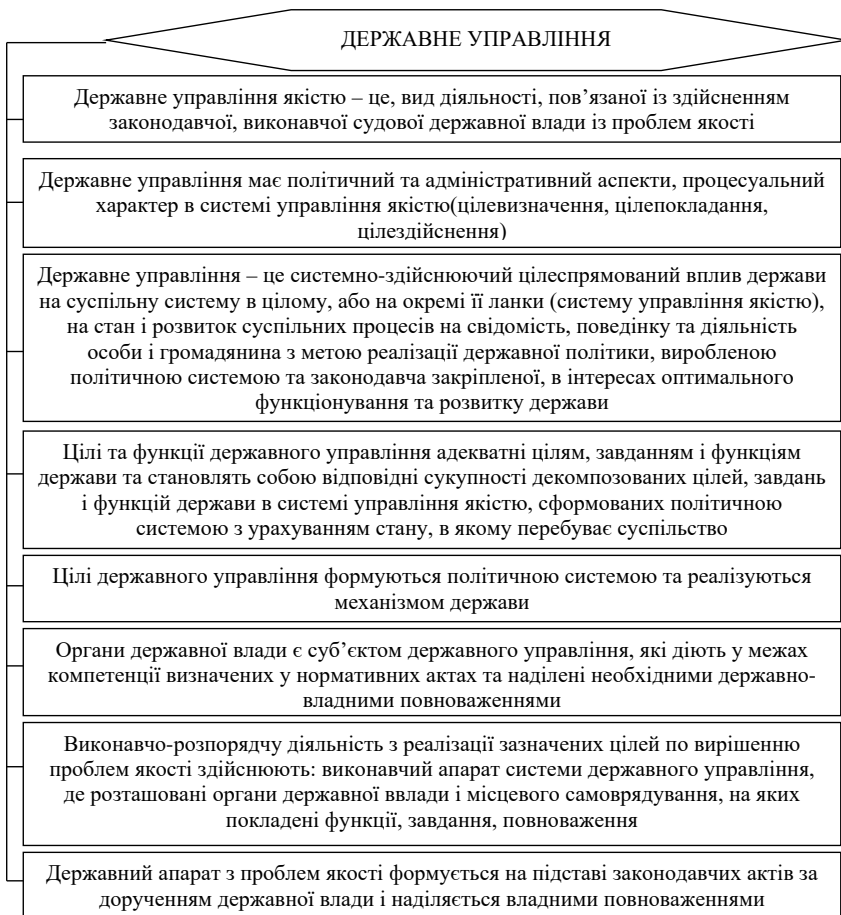 ДЕРЖАВНЕ УПРАВЛІННЯ
Державне управління якістю – це, вид діяльності, пов’язаної із здійсненням
законодавчої, виконавчої судової державної влади із проблем якості
Державне управління має політичний та адміністративний аспекти, процесуальний
характер в системі управління якістю(цілевизначення, цілепокладання,
цілездійснення)
Державне управління – це системно-здійснюючий цілеспрямований вплив держави
на суспільну систему в цілому, або на окремі її ланки (систему управління якістю),
на стан і розвиток суспільних процесів на свідомість, поведінку та діяльність
особи і громадянина з метою реалізації державної політики, виробленою
політичною системою та законодавча закріпленої, в інтересах оптимального
функціонування та розвитку держави
Цілі та функції державного управління адекватні цілям, завданням і функціям
держави та становлять собою відповідні сукупності декомпозованих цілей, завдань
і функцій держави в системі управління якістю, сформованих політичною
системою з урахуванням стану, в якому перебуває суспільство
Цілі державного управління формуються політичною системою та реалізуються
механізмом держави
Органи державної влади є суб’єктом державного управління, які діють у межах
компетенції визначених у нормативних актах та наділені необхідними державно-
владними повноваженнями
Виконавчо-розпорядчу діяльність з реалізації зазначених цілей по вирішенню
проблем якості здійснюють: виконавчий апарат системи державного управління,
де розташовані органи державної ввлади і місцевого самоврядування, на яких
покладені функції, завдання, повноваження
Державний апарат з проблем якості формується на підставі законодавчих актів за
дорученням державної влади і наділяється владними повноваженнями